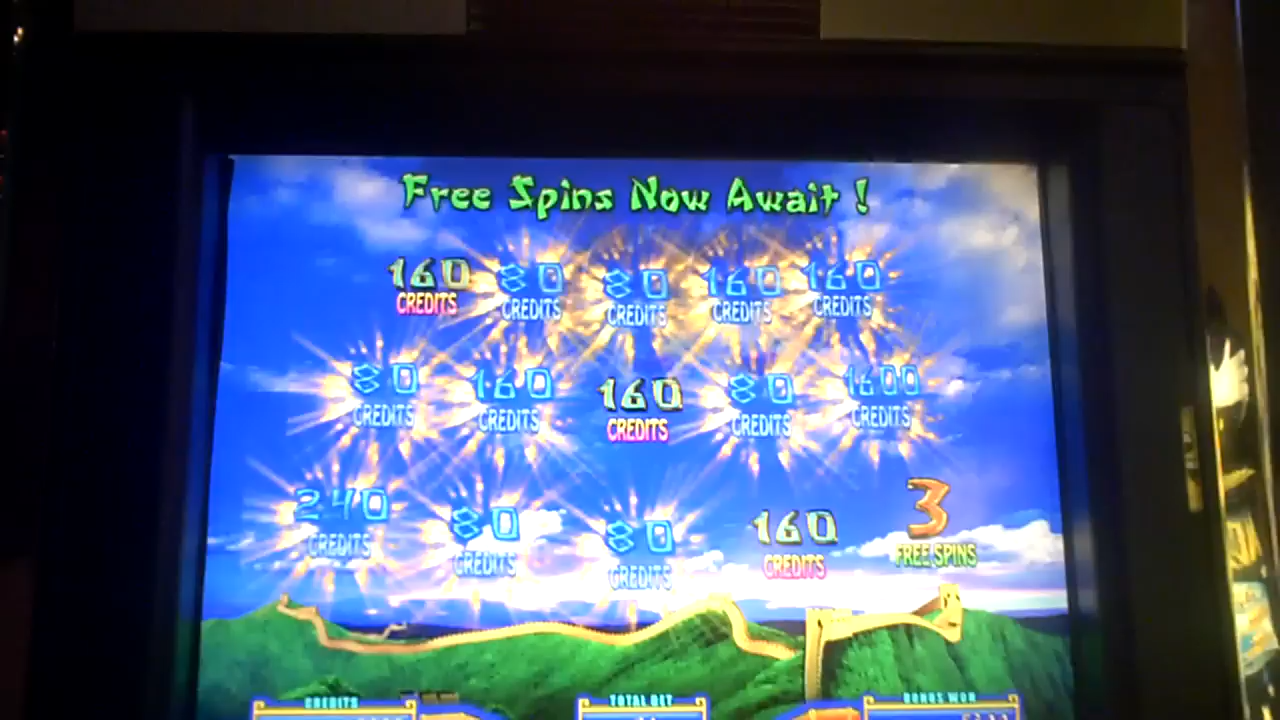 Free Spins Now Await !
160 80 80 160 160
CREDITS CREDITS CREDITS CREDITS CREDITS
80 160 160 80 1600
CREDITS CREDITS CREDITS CREDITS CREDITS
240 80 80 160 3
CREDITS CREDITS CREDITS CREDITS FREE SPINS
CREDITS TOTAL BET BONUS WON